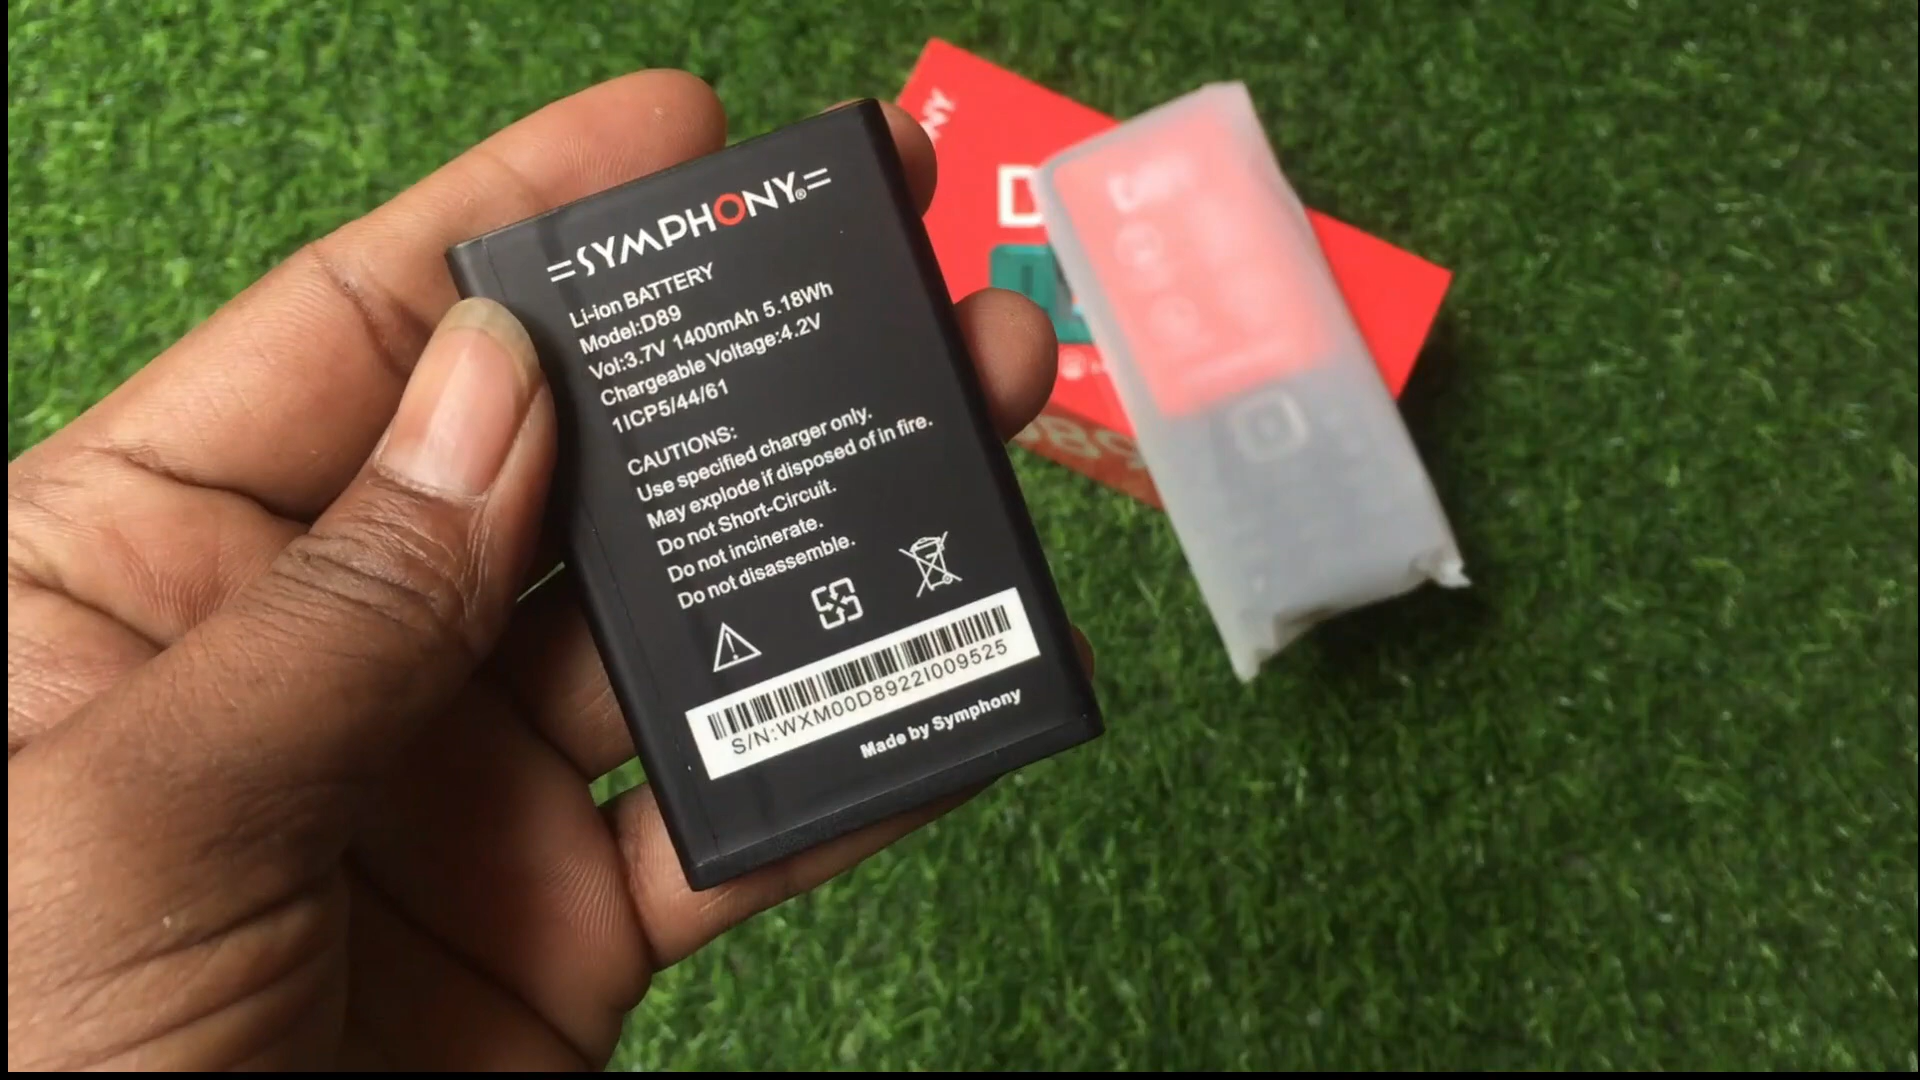 =SYMPHONY®=
Li-ion BATTERY
Model:D89
Vol:3.7V 1400mAh 5.18Wh
Chargeable Voltage:4.2V
1ICP5/44/61
CAUTIONS:
Use specified charger only.
May explode if disposed of in fire.
Do not Short-Circuit.
Do not incinerate.
Do not disassemble.
S/N:WXM00D8922I009525
Made by Symphony